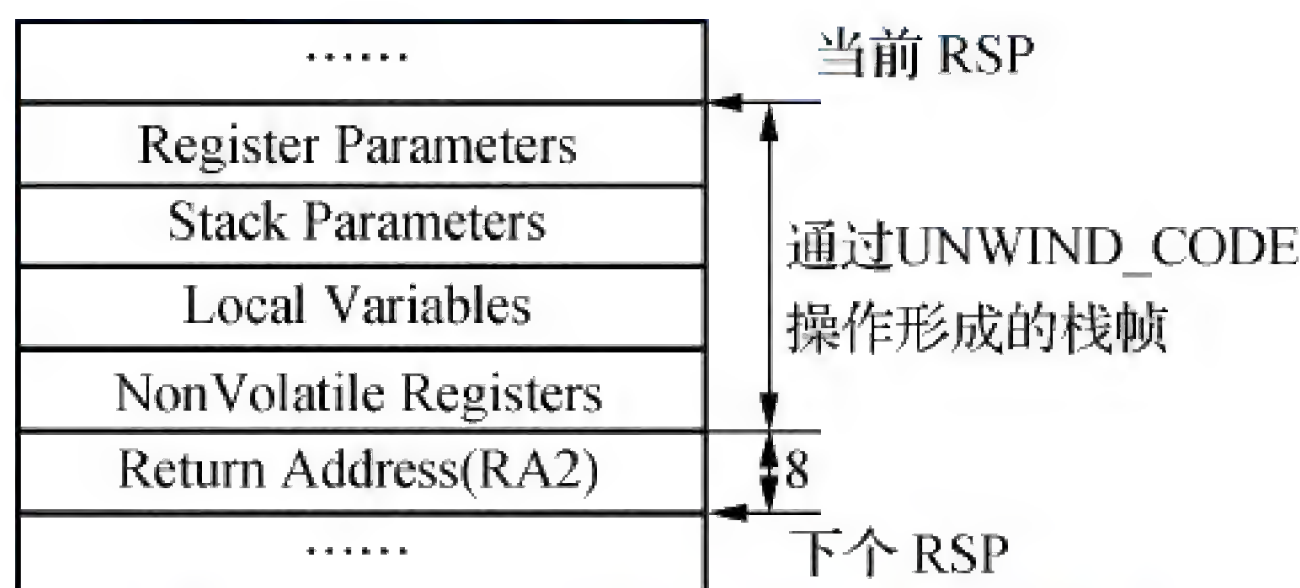 ……
当前 RSP
Register Parameters
Stack Parameters
Local Variables
通过UNWIND_CODE
操作形成的栈帧
NonVolatile Registers
Return Address(RA2)
8
……
下个 RSP